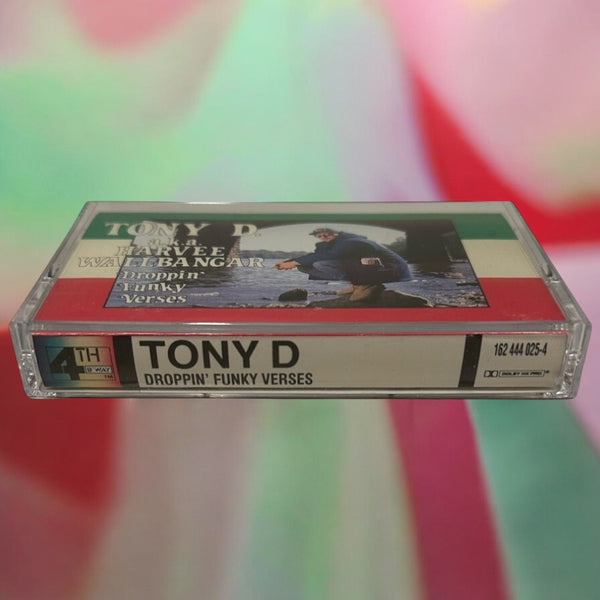 TONY D.
a.k.a
HARVEE
WALLBANGAR
Droppin'
Funky
Verses
4TH
B'WAY
TM
TONY D
DROPPIN' FUNKY VERSES
162 444 025-4
DOLBY HX PRO